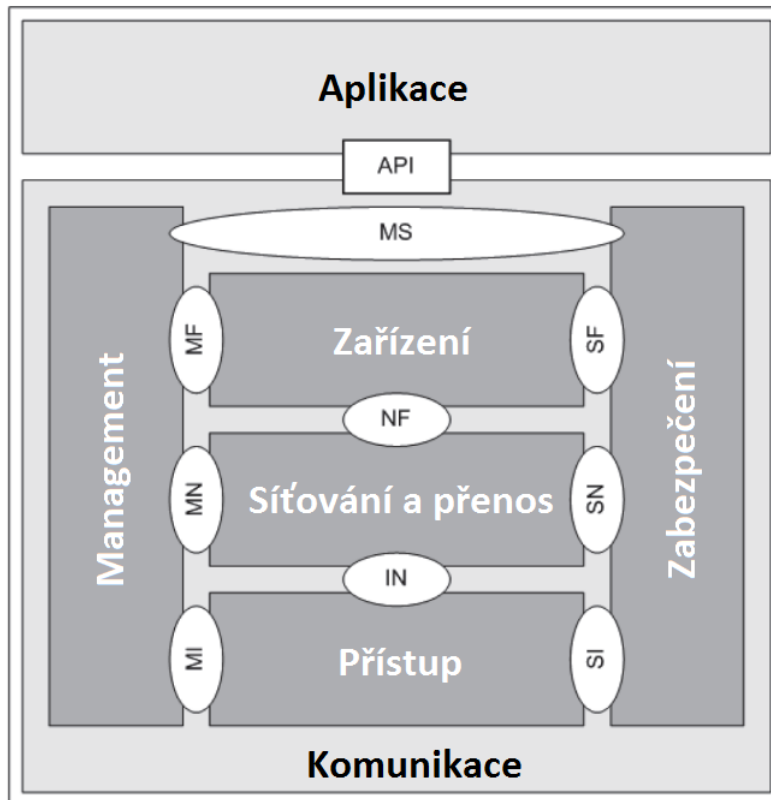 Aplikace
API
MS
Management
MF
Zařízení
SF
Zabezpečení
NF
MN
Síťování a přenos
SN
IN
MI
Přístup
SI
Komunikace